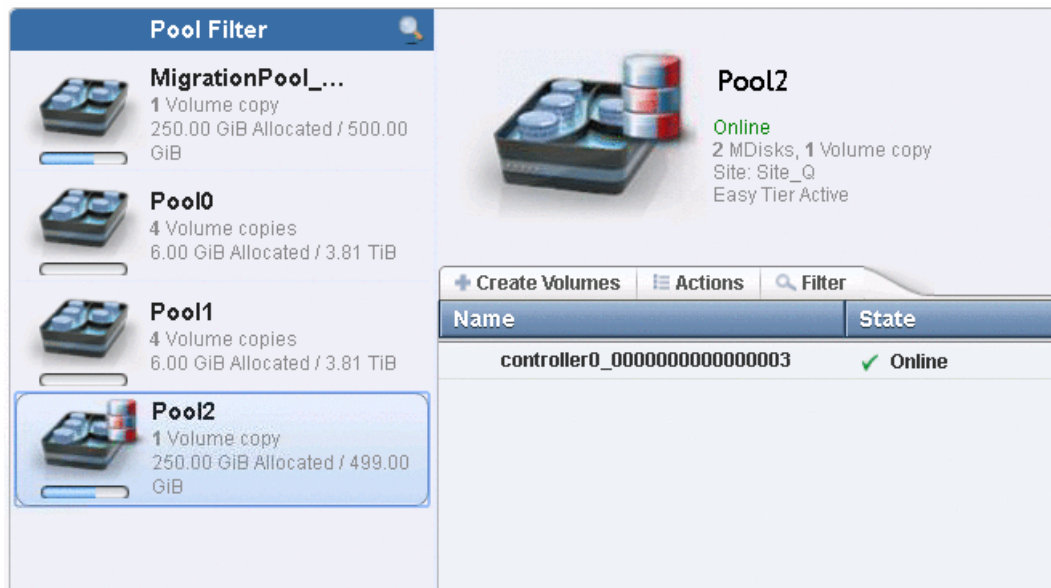 Pool Filter
MigrationPool_...
1 Volume copy
250.00 GiB Allocated / 500.00
GiB
Pool0
4 Volume copies
6.00 GiB Allocated / 3.81 TiB
Pool1
4 Volume copies
6.00 GiB Allocated / 3.81 TiB
Pool2
1 Volume copy
250.00 GiB Allocated / 499.00
GiB
Pool2
Online
2 MDisks, 1 Volume copy
Site: Site_Q
Easy Tier Active
Create Volumes Actions Filter
Name State
controller0_0000000000000003 Online